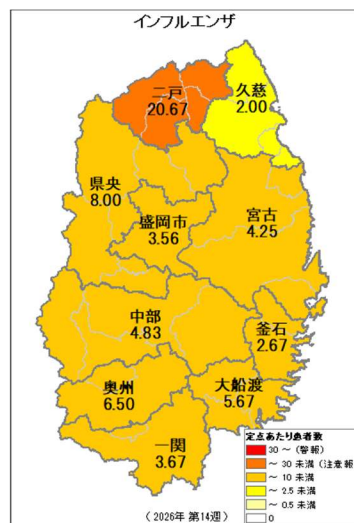 インフルエンザ
二戸
20.67
久慈
2.00
県央
8.00
盛岡市
3.56
宮古
4.25
中部
4.83
釜石
2.67
奥州
6.50
大船渡
5.67
一関
3.67
定点あたり患者数
30 ～ (警報)
～ 30 未満 (注意報)
～ 10 未満
～ 2.5 未満
～ 0.5 未満
0
(2026年 第14週)